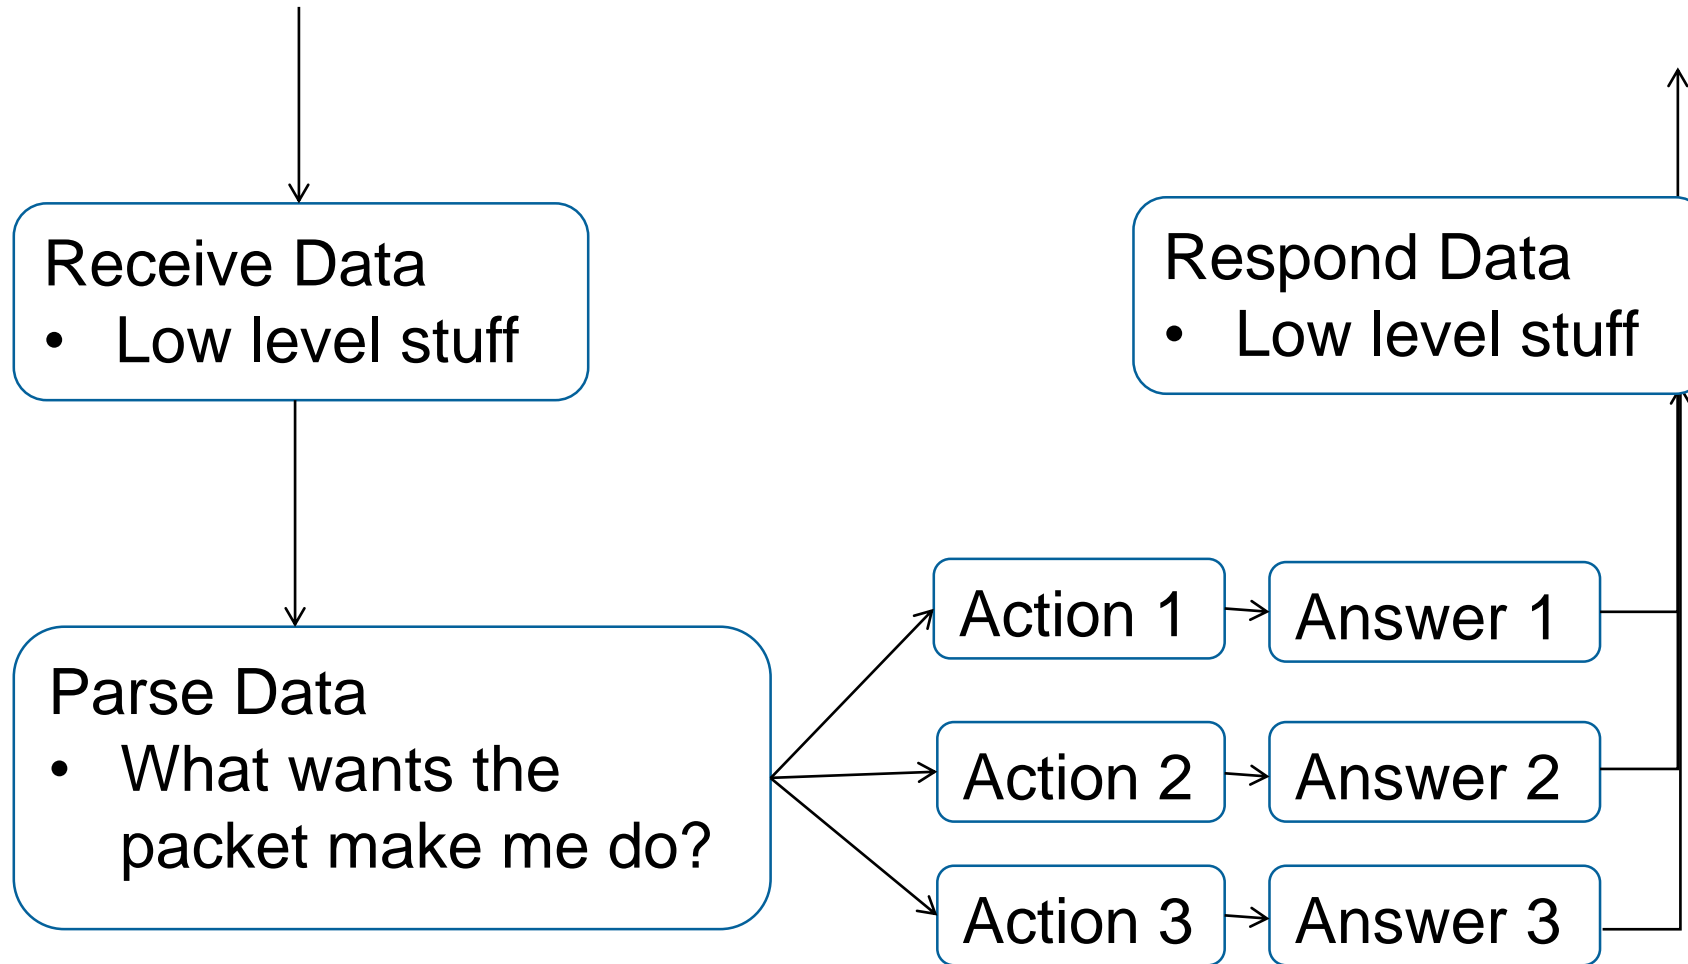 Receive Data
• Low level stuff
Respond Data
• Low level stuff
Parse Data
• What wants the
packet make me do?
Action 1
Answer 1
Action 2
Answer 2
Action 3
Answer 3